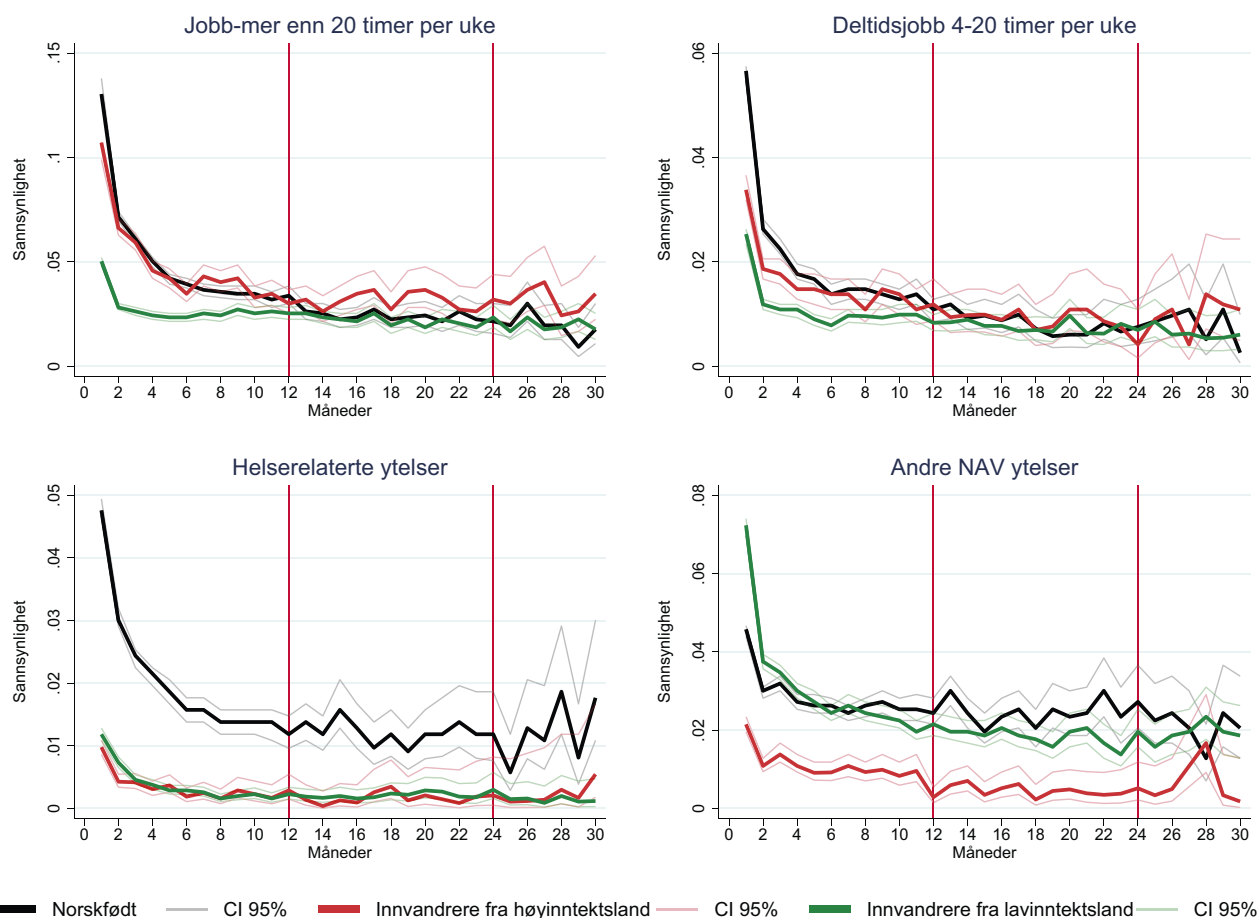 Jobb-mer enn 20 timer per uke
Sannsynlighet
.15
.1
.05
0
0 2 4 6 8 10 12 14 16 18 20 22 24 26 28 30
Måneder
Deltidsjobb 4-20 timer per uke
Sannsynlighet
.06
.04
.02
0
0 2 4 6 8 10 12 14 16 18 20 22 24 26 28 30
Måneder
Helserelaterte ytelser
Sannsynlighet
.05
.04
.03
.02
.01
0
0 2 4 6 8 10 12 14 16 18 20 22 24 26 28 30
Måneder
Andre NAV ytelser
Sannsynlighet
.08
.06
.04
.02
0
0 2 4 6 8 10 12 14 16 18 20 22 24 26 28 30
Måneder
Norskfødt CI 95% Innvandrere fra høyinntektsland CI 95% Innvandrere fra lavinntektsland CI 95%